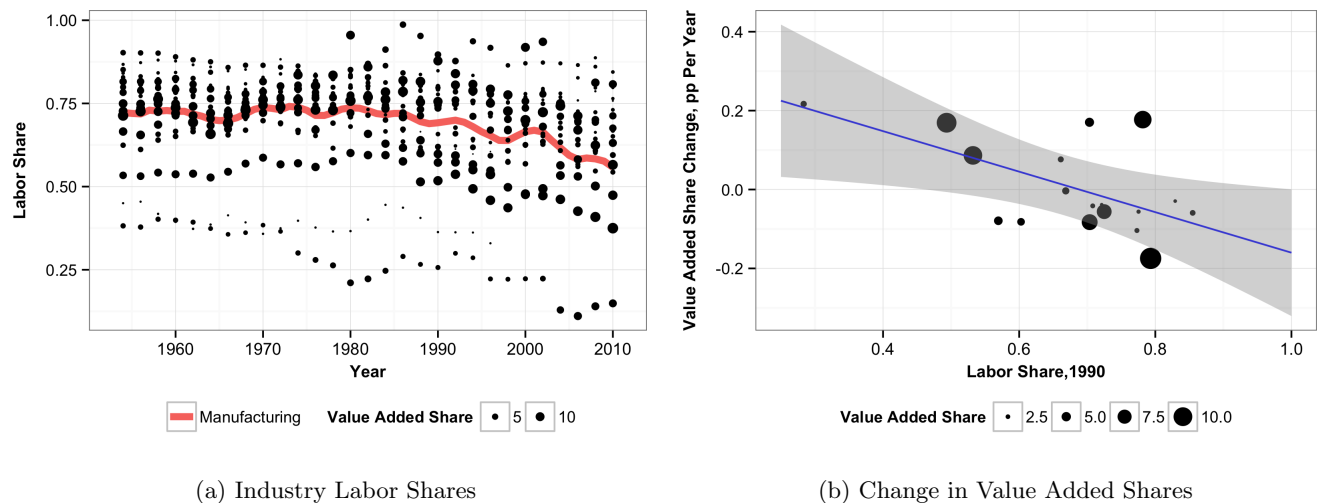 1.00
0.75
0.50
0.25
Labor Share
1960 1970 1980 1990 2000 2010
Year
Manufacturing Value Added Share 5 10
(a) Industry Labor Shares
0.4
0.2
0.0
-0.2
Value Added Share Change, pp Per Year
0.4 0.6 0.8 1.0
Labor Share,1990
Value Added Share 2.5 5.0 7.5 10.0
(b) Change in Value Added Shares